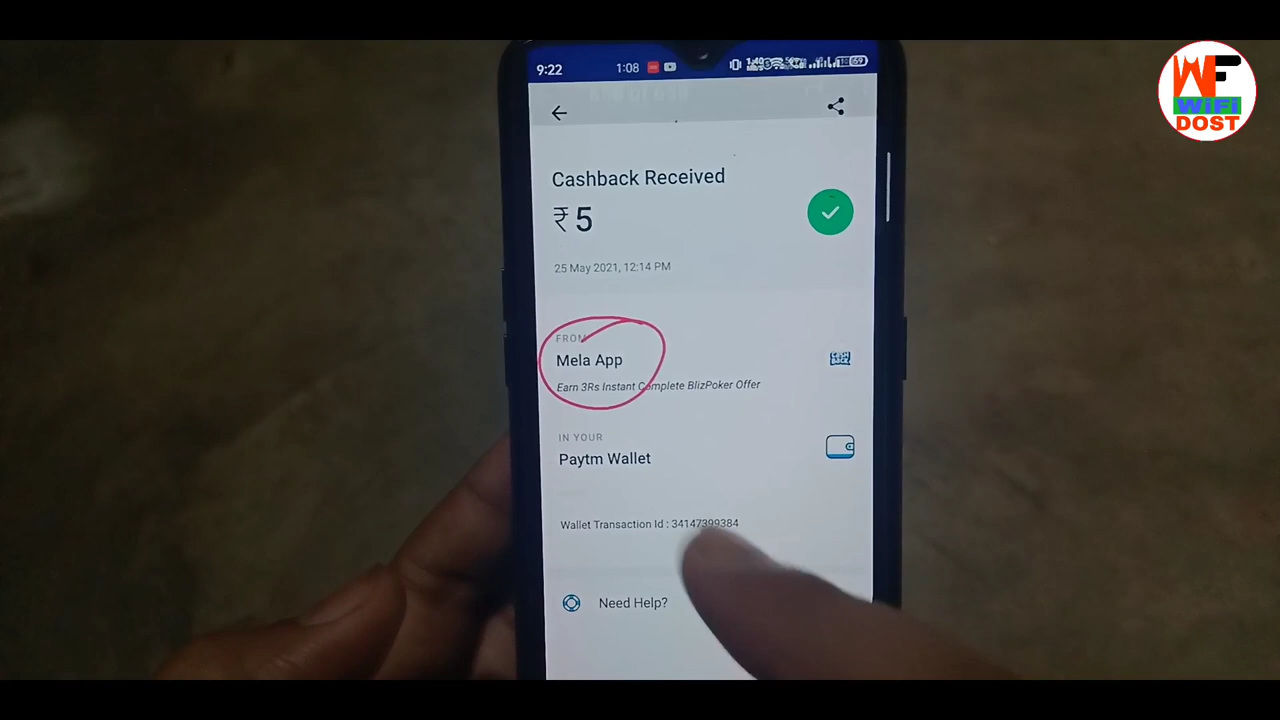 9:22
1:08
69
WF
WiFi
DOST
Cashback Received
₹5
25 May 2021, 12:14 PM
FROM
Mela App
Earn 3Rs Instant Complete BlizPoker Offer
IN YOUR
Paytm Wallet
Wallet Transaction Id : 34147399384
Need Help?